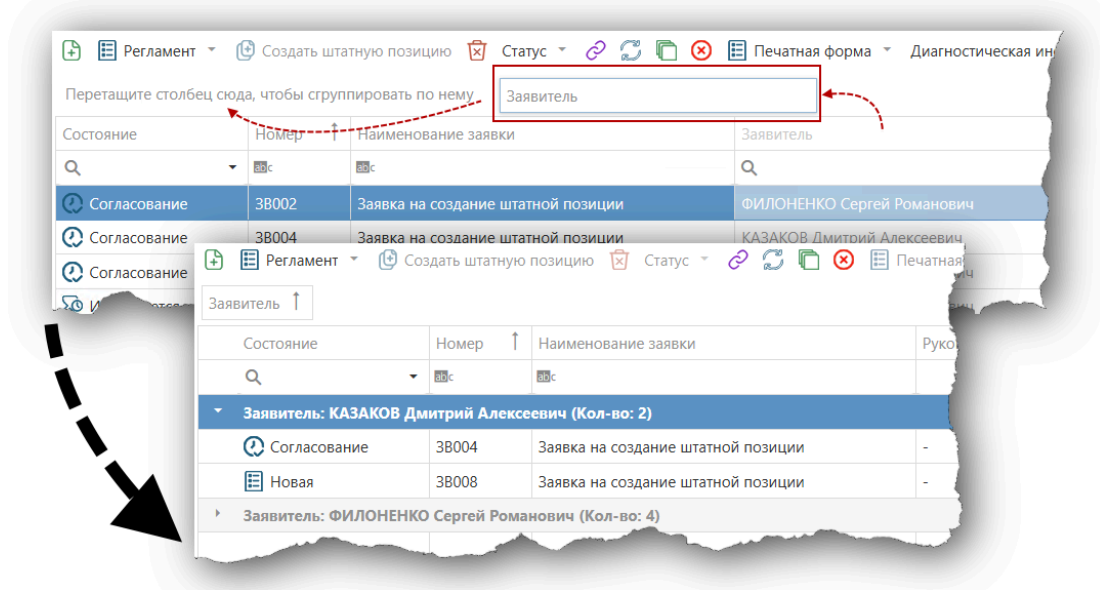 Регламент Создать штатную позицию Статус Печатная форма Диагностическая
Перетащите столбец сюда, чтобы сгруппировать по нему Заявитель
Состояние Номер Наименование заявки Заявитель
abc abc
Согласование ЗВ002 Заявка на создание штатной позиции ФИЛОНЕНКО Сергей Романович
Согласование ЗВ004 Заявка на создание штатной позиции КАЗАКОВ Дмитрий Алексеевич
Согласование
Регламент Создать штатную позицию Статус Печатная
Заявитель
Состояние Номер Наименование заявки Руко
abc abc
Заявитель: КАЗАКОВ Дмитрий Алексеевич (Кол-во: 2)
Согласование ЗВ004 Заявка на создание штатной позиции -
Новая ЗВ008 Заявка на создание штатной позиции -
Заявитель: ФИЛОНЕНКО Сергей Романович (Кол-во: 4)